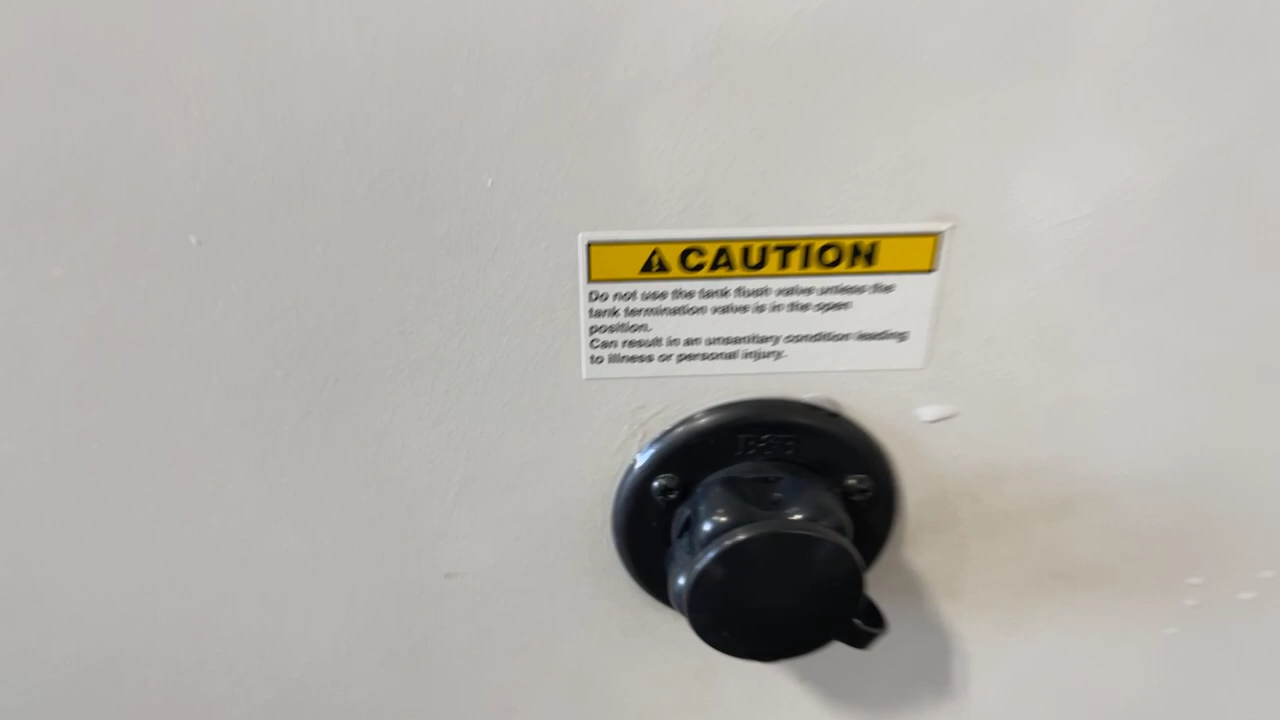 CAUTION
Do not use the tank flush valve unless the
tank termination valve is in the open
position.
Can result in an unsanitary condition leading
to illness or personal injury.
B&B